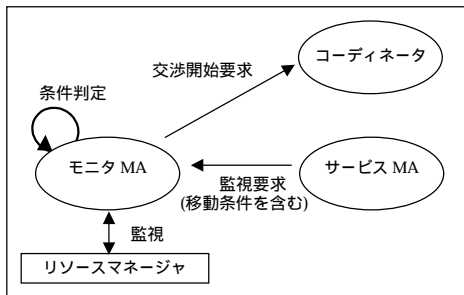 コーディネータ
交渉開始要求
条件判定
モニタ MA
サービス MA
監視要求
(移動条件を含む)
監視
リソースマネージャ